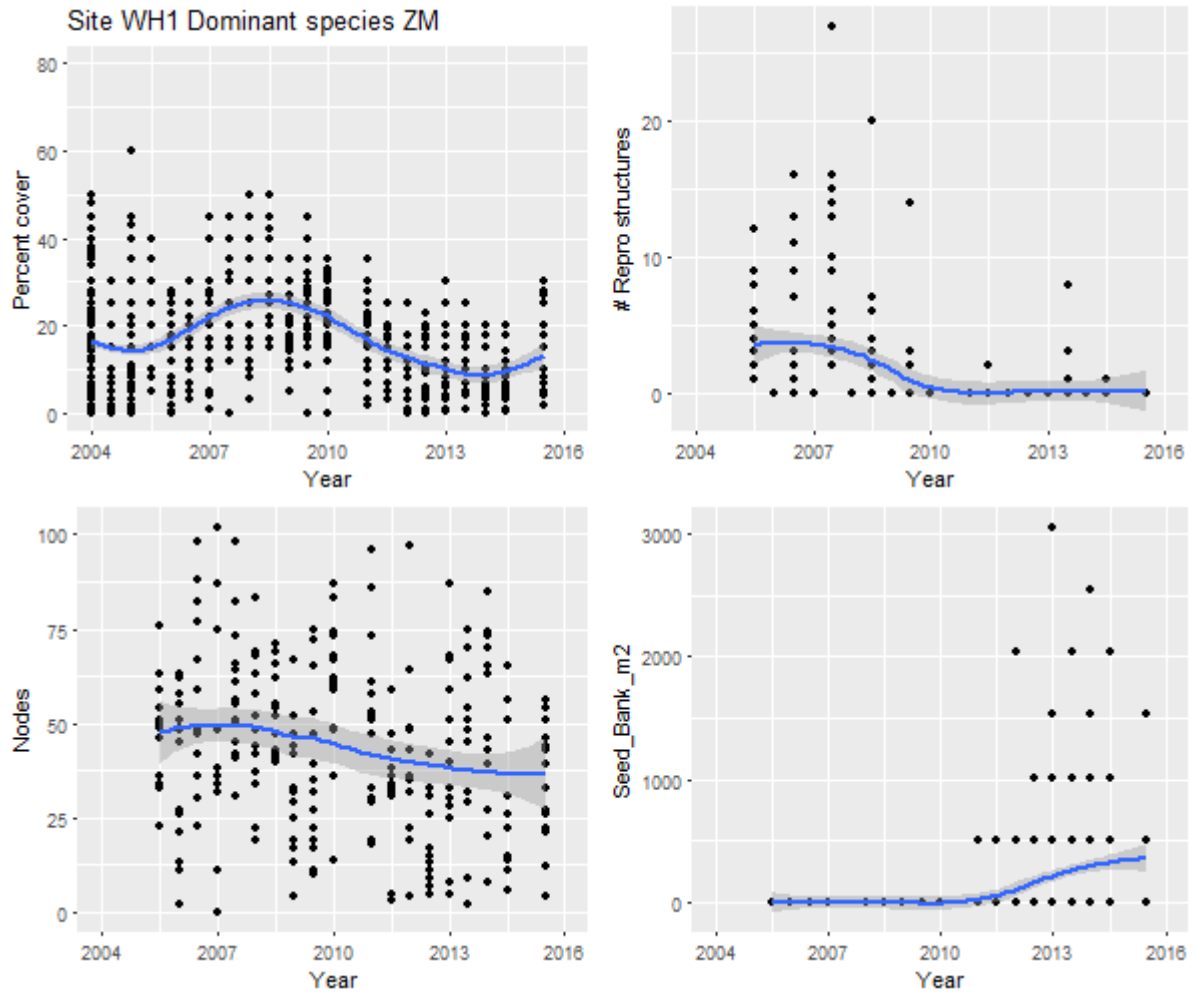 Site WH1 Dominant species ZM
80
60
40
20
0
Percent cover
2004 2007 2010 2013 2016
Year
20
10
0
# Repro structures
2004 2007 2010 2013 2016
Year
100
75
50
25
0
Nodes
2004 2007 2010 2013 2016
Year
3000
2000
1000
0
Seed_Bank_m2
2004 2007 2010 2013 2016
Year